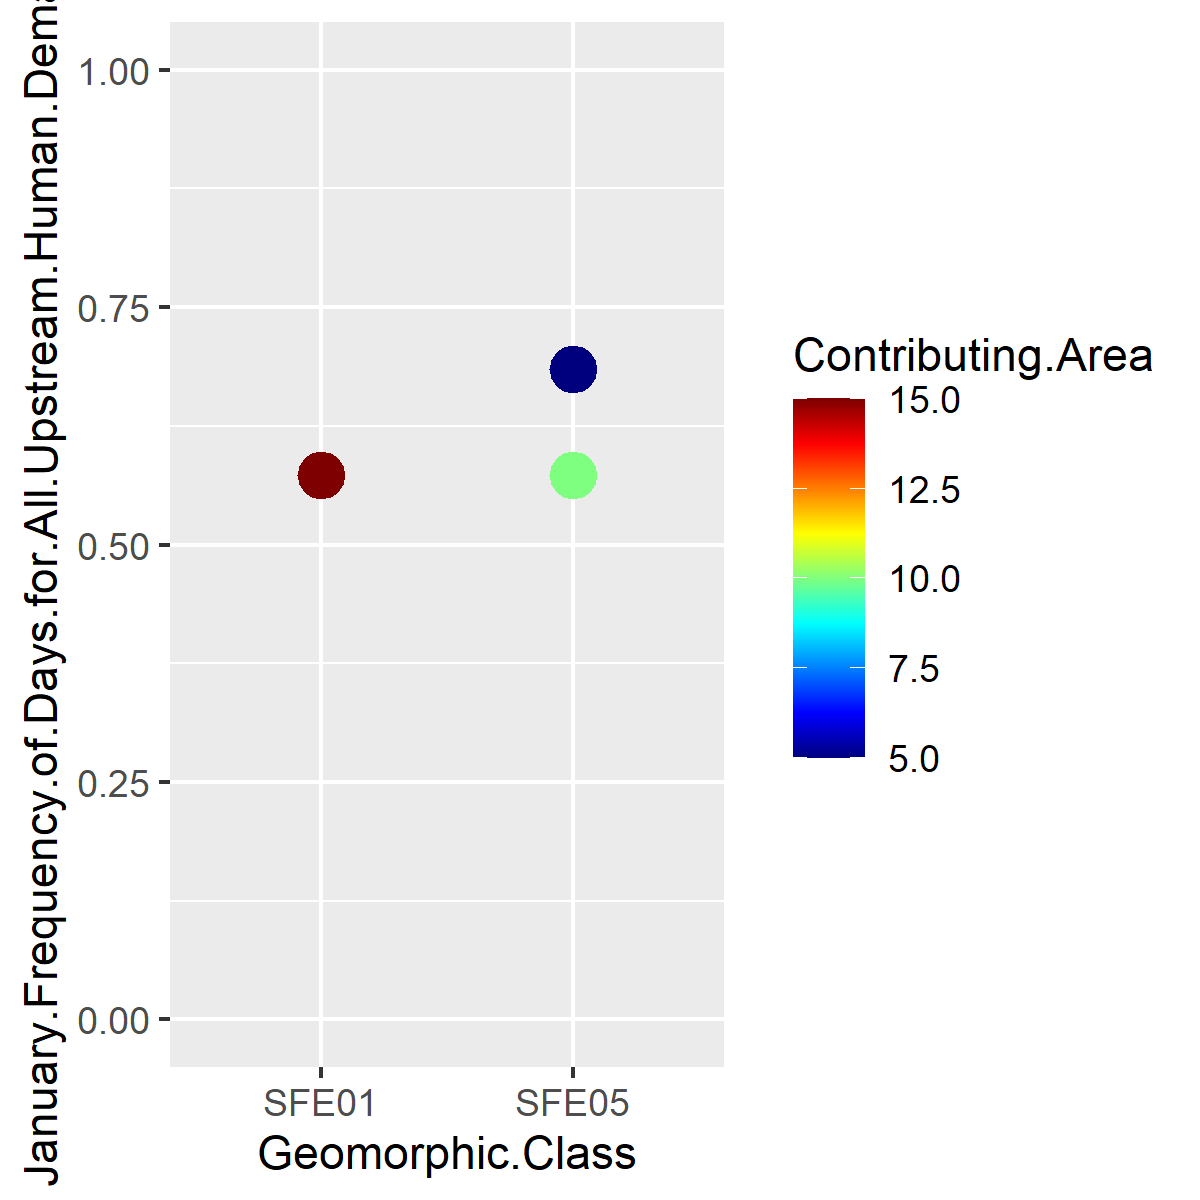 January.Frequency.of.Days.for.All.Upstream.Human.Dema
1.00
0.75
0.50
0.25
0.00
SFE01
SFE05
Geomorphic.Class
Contributing.Area
15.0
12.5
10.0
7.5
5.0